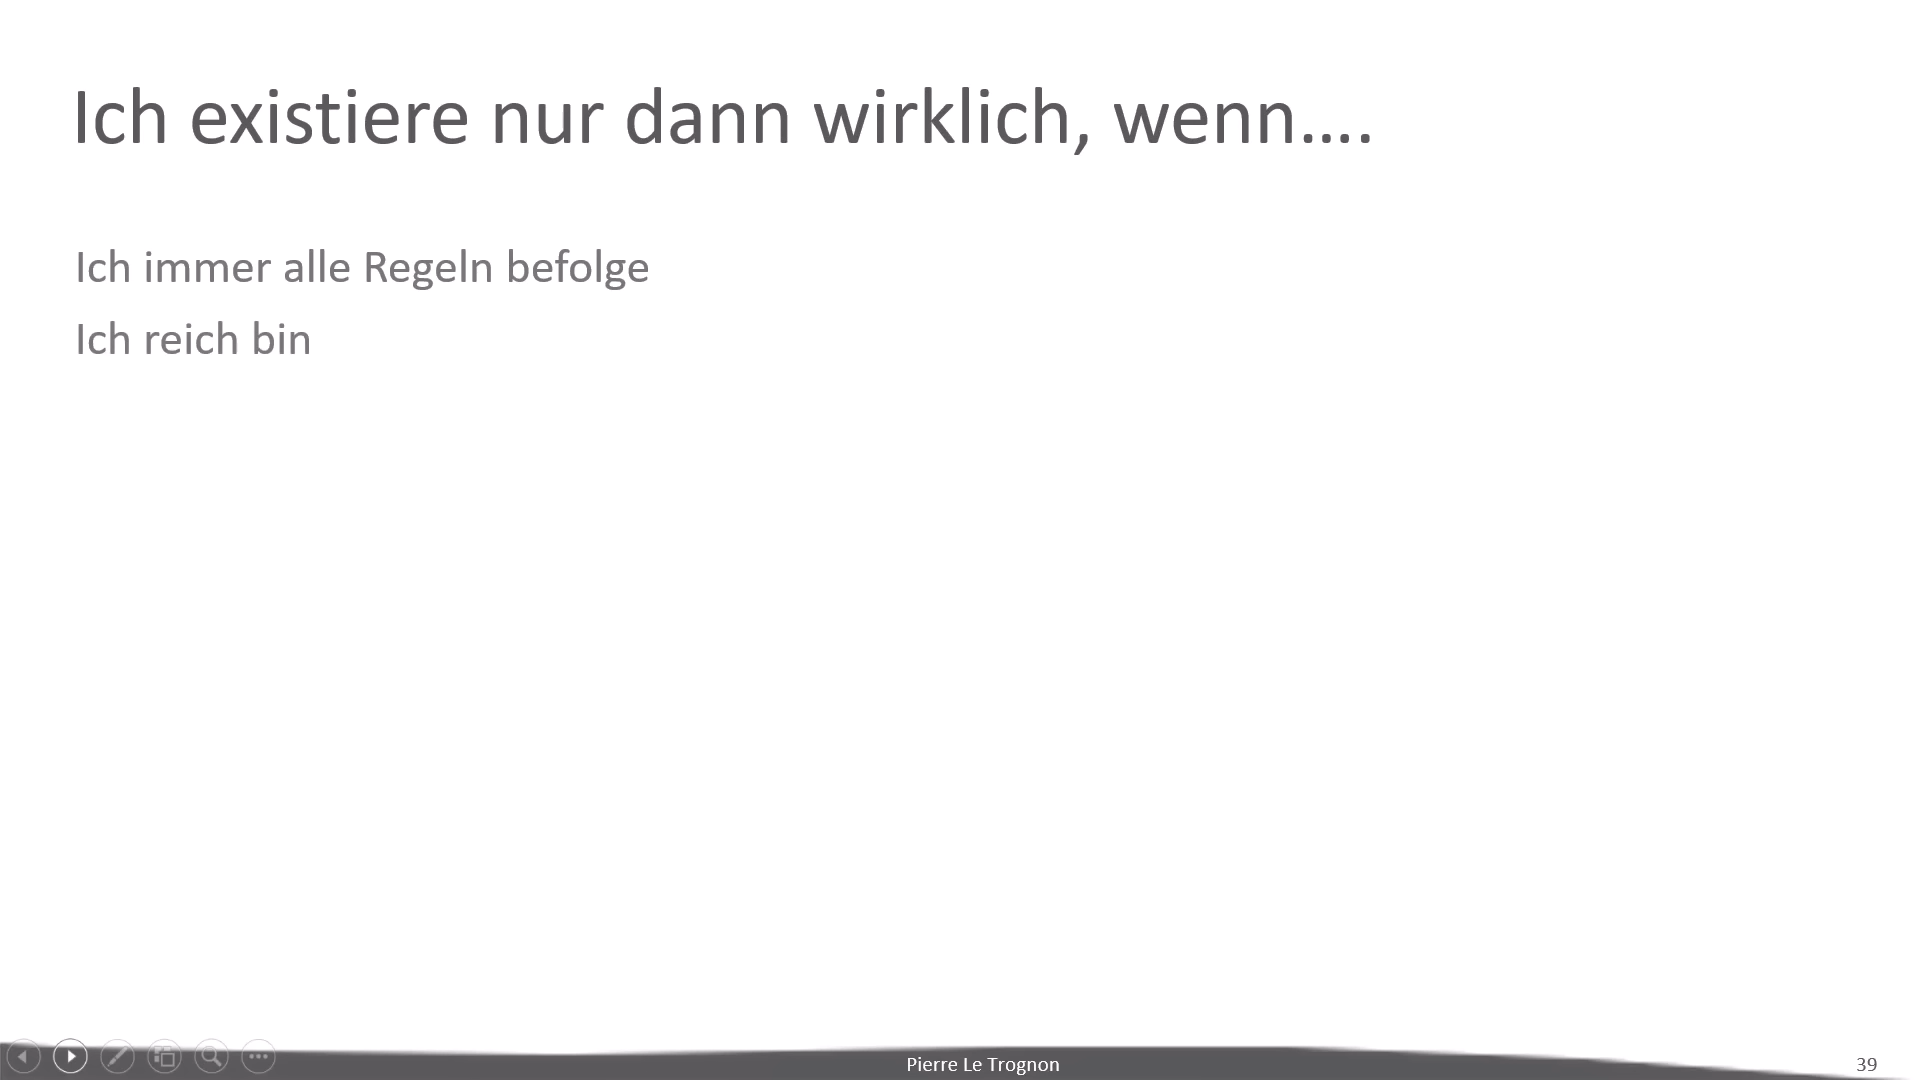 Ich existiere nur dann wirklich, wenn....
Ich immer alle Regeln befolge
Ich reich bin
Pierre Le Trognon
39